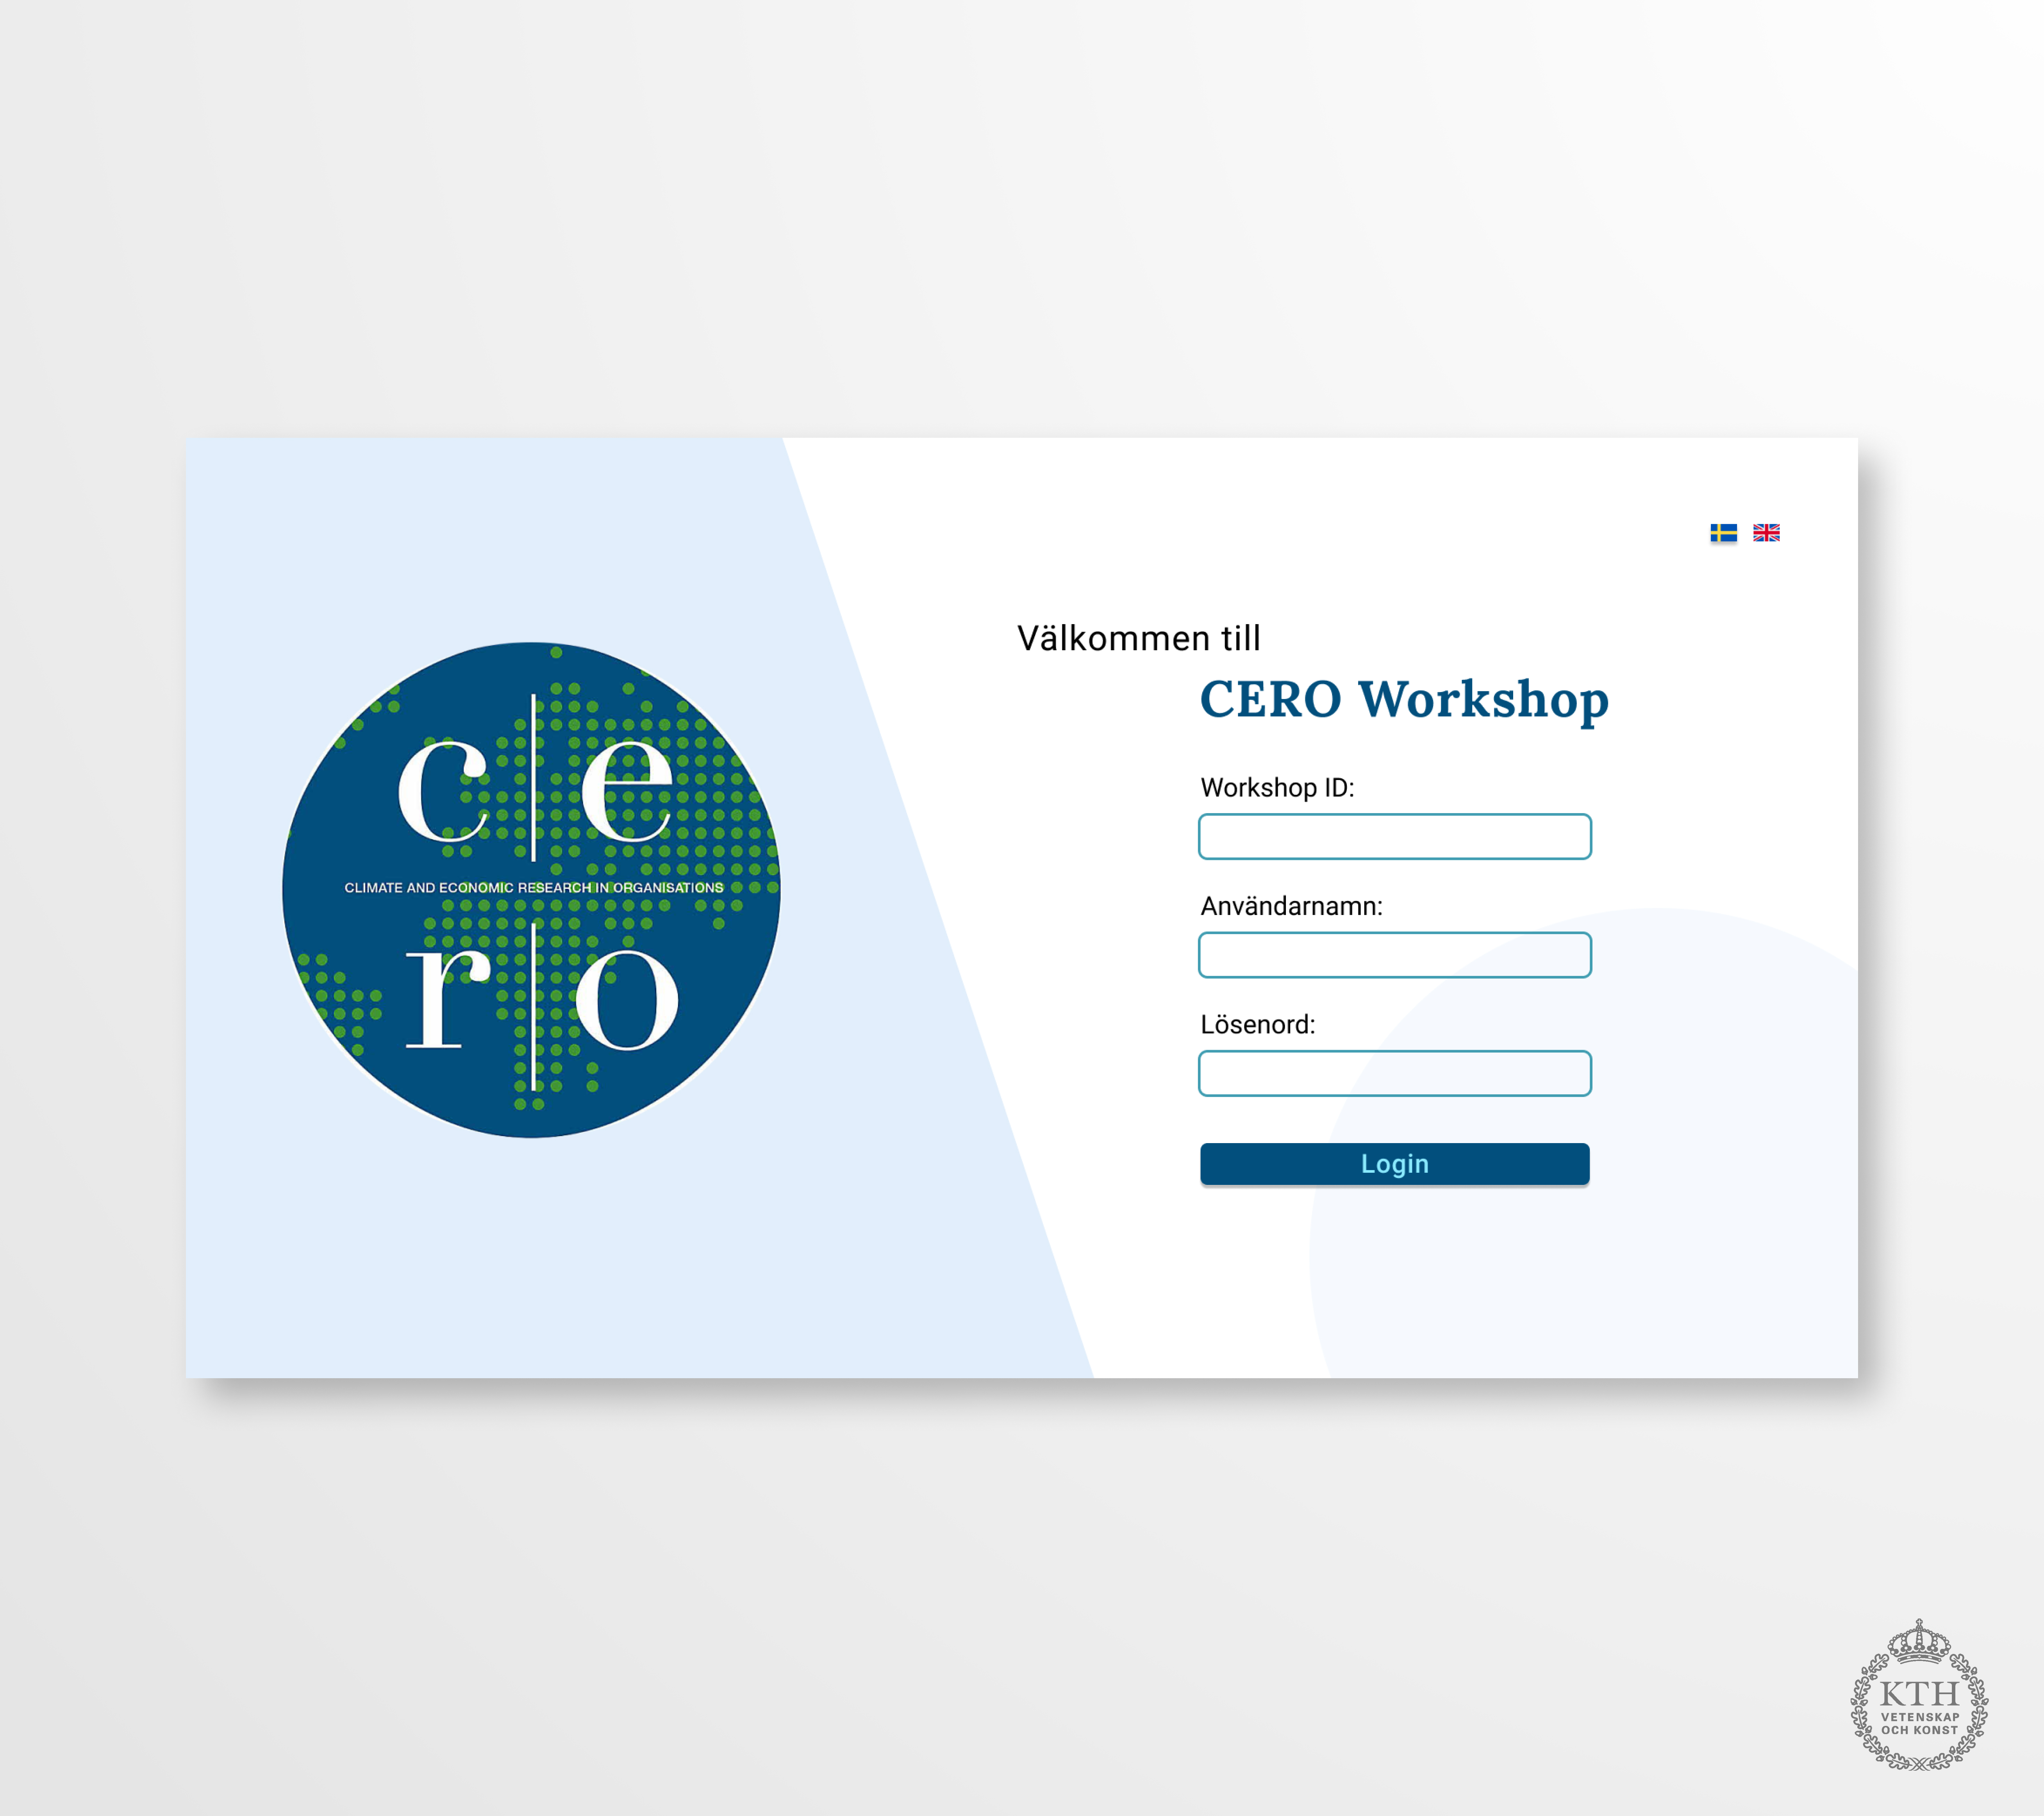 c|e
CLIMATE AND ECONOMIC RESEARCH IN ORGANISATIONS
r|o
Välkommen till
CERO Workshop
Workshop ID:
Användarnamn:
Lösenord:
Login
KTH
VETENSKAP
OCH KONST